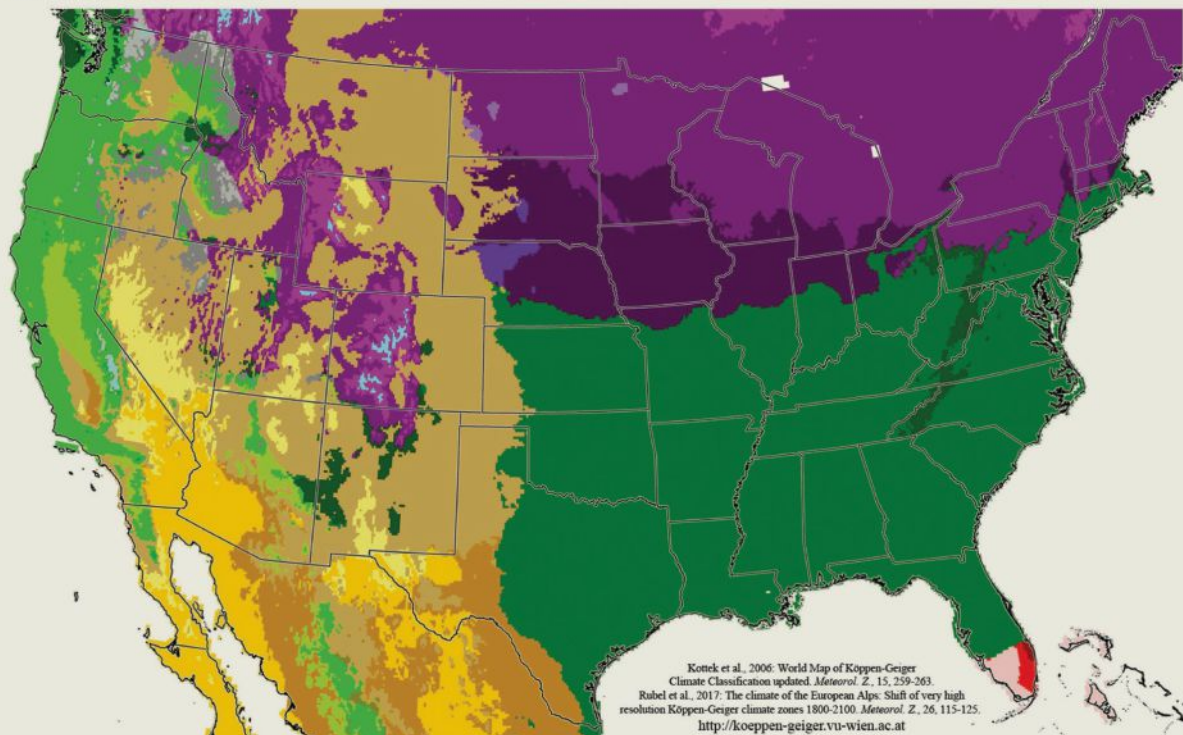 Kottek et al., 2006: World Map of Köppen-Geiger
Climate Classification updated. Meteorol. Z., 15, 259-263.
Rubel et al., 2017: The climate of the European Alps: Shift of very high
resolution Köppen-Geiger climate zones 1800-2100. Meteorol. Z., 26, 115-125.
http://koeppen-geiger.vu-wien.ac.at